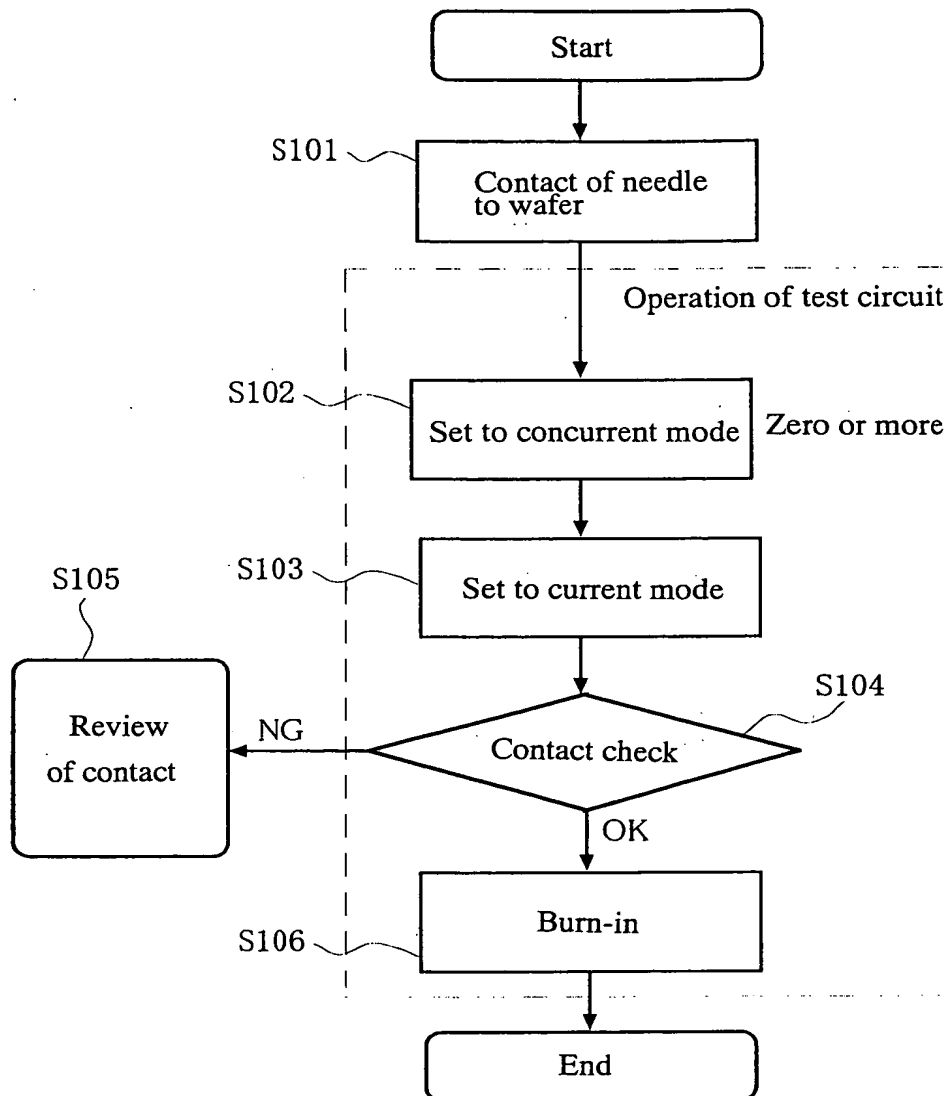 Start
S101
Contact of needle
to wafer
Operation of test circuit
S102
Set to concurrent mode
Zero or more
S103
Set to current mode
S105
Review
of contact
NG
S104
Contact check
OK
S106
Burn-in
End